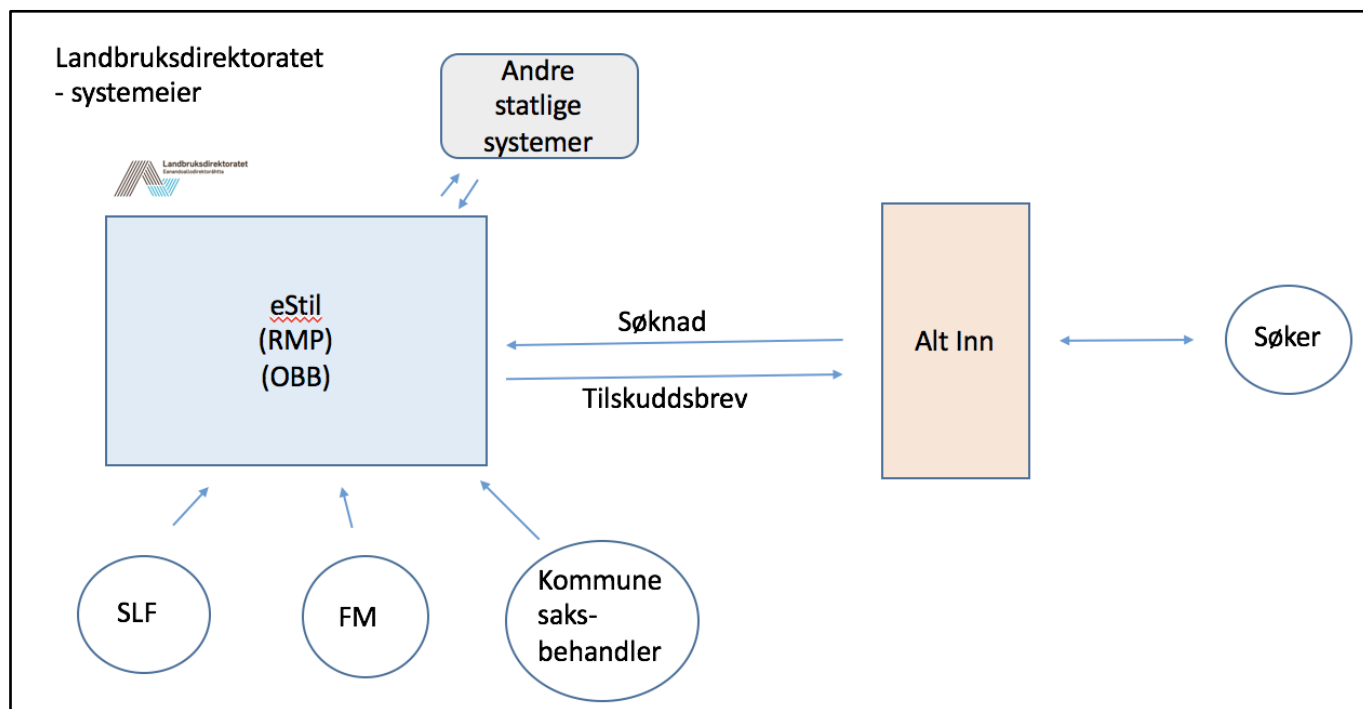 Landbruksdirektoratet
- systemeier
Andre
statlige
systemer
Landbruksdirektoratet
Eanandoallodirektoráhtta
eStil
(RMP)
(OBB)
Søknad
Tilskuddsbrev
Alt Inn
Søker
SLF
FM
Kommune
saks-
behandler